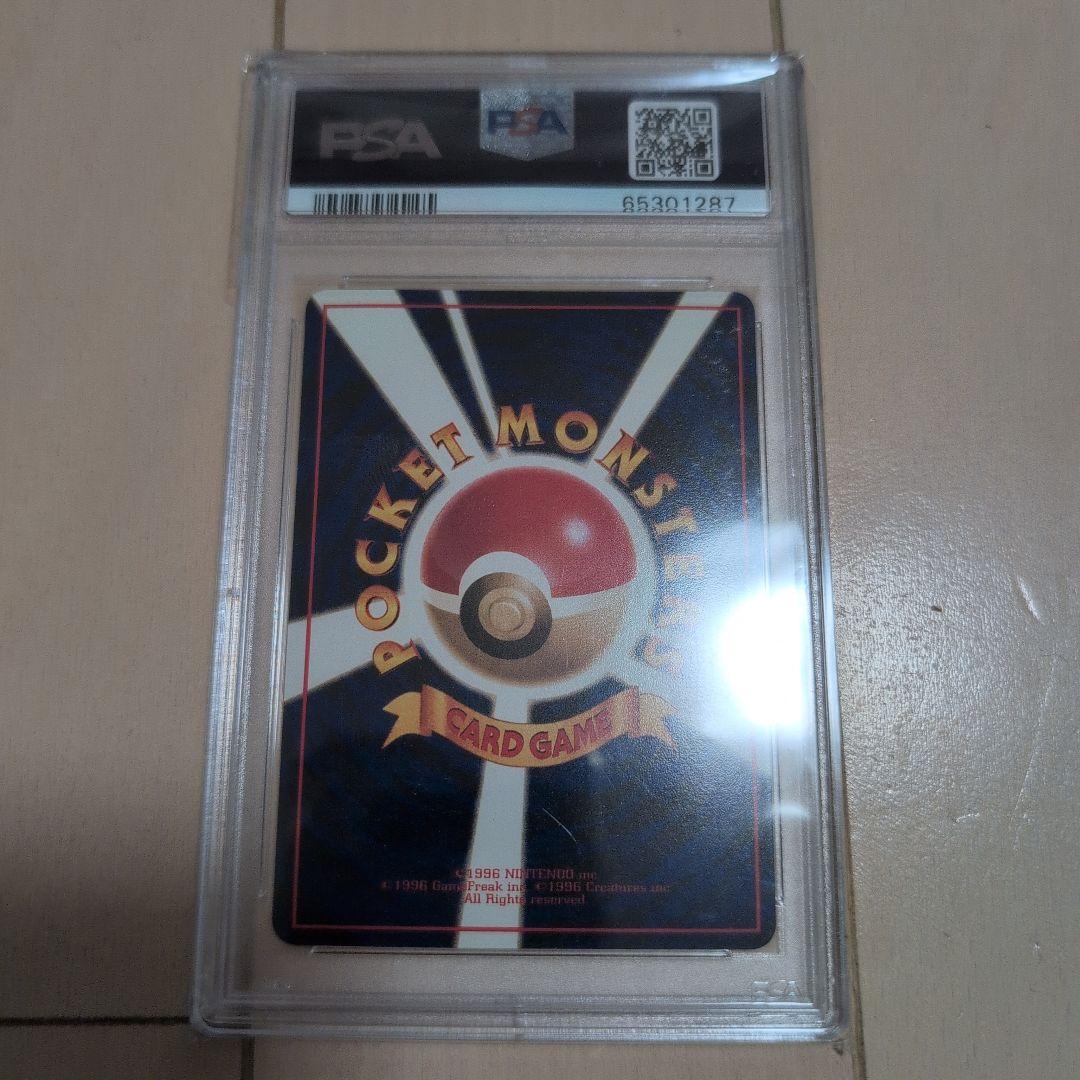 PSA
PSA
65301287
POCKET MONSTERS
CARD GAME
©1996 NINTENDO inc
©1996 GameFreak inc ©1996 Creatures inc
All Rights reserved
PSA